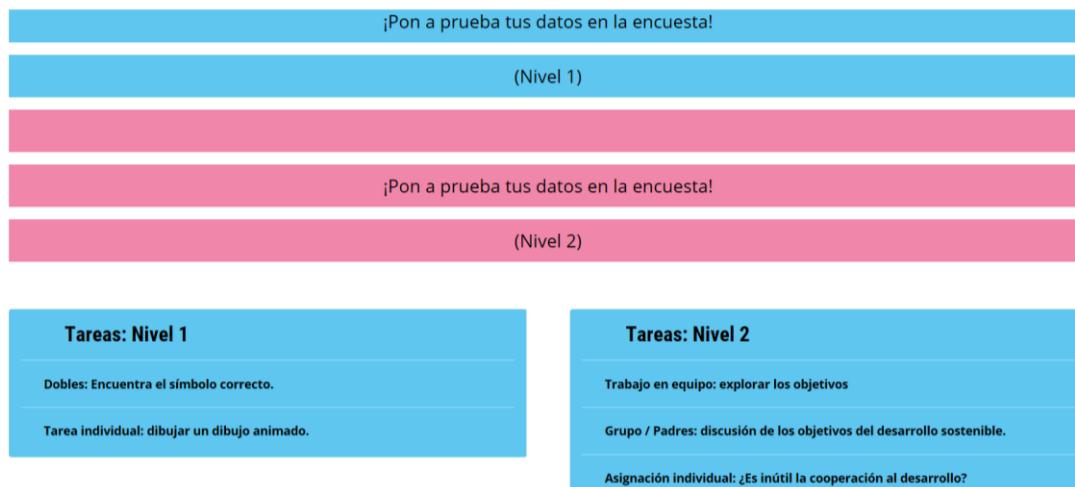 ¡Pon a prueba tus datos en la encuesta!
(Nivel 1)
¡Pon a prueba tus datos en la encuesta!
(Nivel 2)
Tareas: Nivel 1
Dobles: Encuentra el símbolo correcto.
Tarea individual: dibujar un dibujo animado.
Tareas: Nivel 2
Trabajo en equipo: explorar los objetivos
Grupo / Padres: discusión de los objetivos del desarrollo sostenible.
Asignación individual: ¿Es inútil la cooperación al desarrollo?